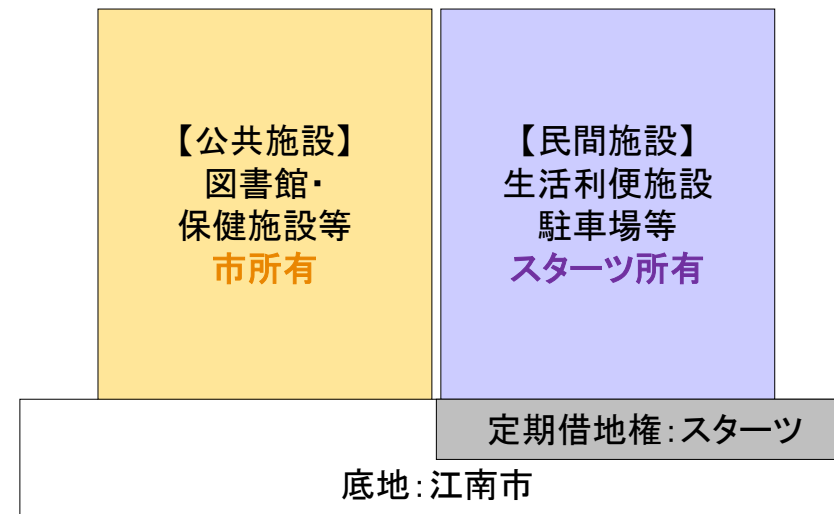 【公共施設】
図書館・
保健施設等
市所有
【民間施設】
生活利便施設
駐車場等
スターツ所有
定期借地権：スターツ
底地：江南市